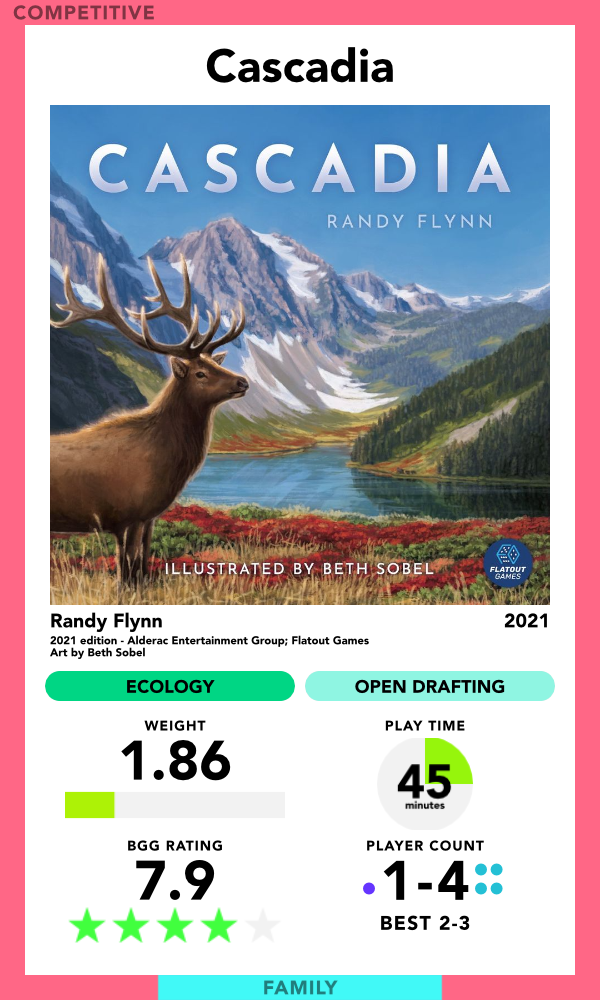 COMPETITIVE
Cascadia
CASCADIA
RANDY FLYNN
ILLUSTRATED BY BETH SOBEL
FLATOUT
GAMES
Randy Flynn
2021
2021 edition - Alderac Entertainment Group; Flatout Games
Art by Beth Sobel
ECOLOGY
OPEN DRAFTING
WEIGHT
1.86
PLAY TIME
45
minutes
BGG RATING
7.9
PLAYER COUNT
1-4
BEST 2-3
FAMILY